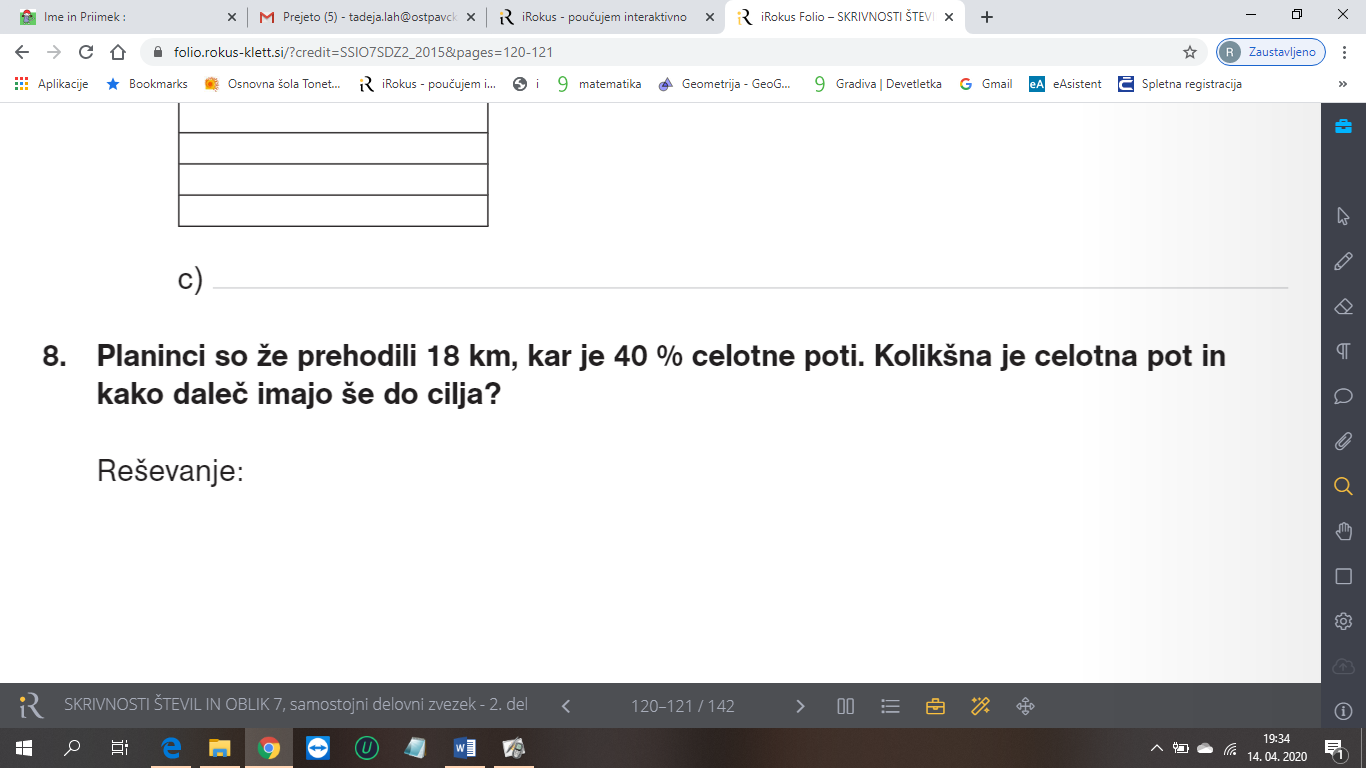 Ime in Priimek :
Prejeto (5) - tadeja.lah@ostpavck
iRokus - poučujem interaktivno
iRokus Folio – SKRIVNOSTI ŠTEVI
folio.rokus-klett.si/?credit=SSIO7SDZ2_2015&pages=120-121
R Zaustavljeno
Aplikacije
Bookmarks
Osnovna šola Tonet...
iRokus - poučujem i...
i
matematika
Geometrija - GeoG...
Gradiva | Devetletka
Gmail
eA eAsistent
Spletna registracija
»
c)
8. Planinci so že prehodili 18 km, kar je 40 % celotne poti. Kolikšna je celotna pot in
kako daleč imajo še do cilja?
Reševanje:
iR SKRIVNOSTI ŠTEVIL IN OBLIK 7, samostojni delovni zvezek - 2. del
120–121 / 142
19:34
14. 04. 2020
1